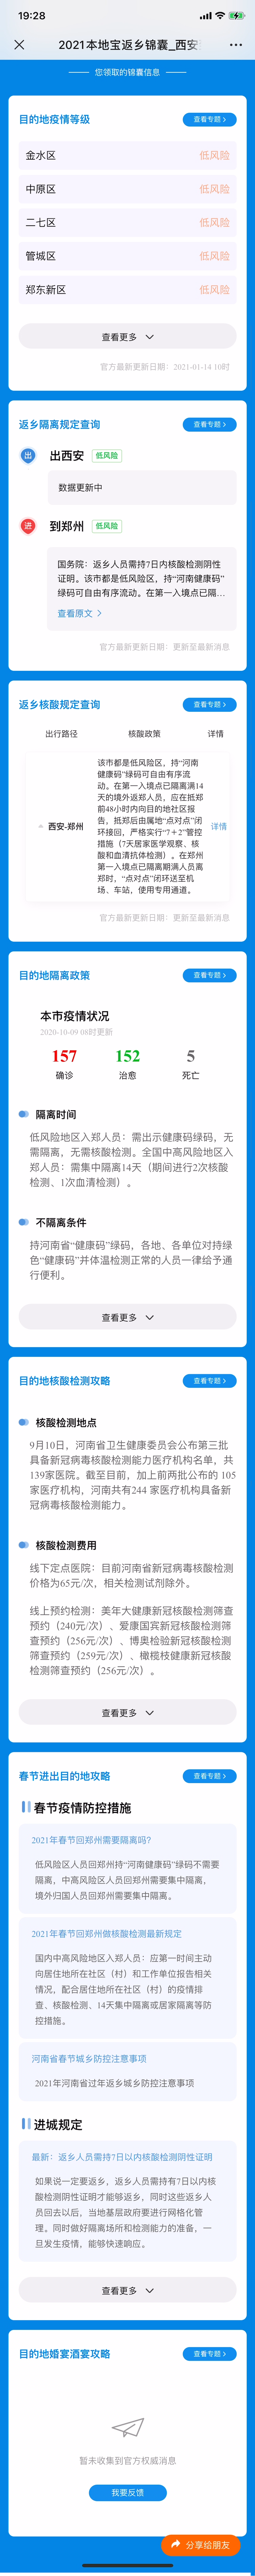 19:28
2021本地宝返乡锦囊_西安
您领取的锦囊信息
目的地疫情等级
查看专题 >
金水区 低风险
中原区 低风险
二七区 低风险
管城区 低风险
郑东新区 低风险
查看更多
官方最新更新日期：2021-01-14 10时
返乡隔离规定查询
查看专题 >
出 出西安 低风险
数据更新中
进 到郑州 低风险
国务院：返乡人员需持7日内核酸检测阴性
证明。该市都是低风险区，持“河南健康码”
绿码可自由有序流动。在第一入境点已隔...
查看原文 >
官方最新更新日期：更新至最新消息
返乡核酸规定查询
查看专题 >
出行路径 核酸政策 详情
西安-郑州
该市都是低风险区，持“河南
健康码”绿码可自由有序流
动。在第一入境点已隔离满14
天的境外返郑人员，应在抵郑
前48小时内向目的地社区报
告，抵郑后由属地“点对点”闭
环接回，严格实行“7＋2”管控
措施（7天居家医学观察、核
酸和血清抗体检测）。在郑州
第一入境点已隔离期满人员离
郑时，“点对点”闭环送至机
场、车站，使用专用通道。
详情
官方最新更新日期：更新至最新消息
目的地隔离政策
查看专题 >
本市疫情状况
2020-10-09 08时更新
157 152 5
确诊 治愈 死亡
隔离时间
低风险地区入郑人员：需出示健康码绿码，无
需隔离，无需核酸检测。全国中高风险地区入
郑人员：需集中隔离14天（期间进行2次核酸
检测、1次血清检测）。
不隔离条件
持河南省“健康码”绿码，各地、各单位对持绿
色“健康码”并体温检测正常的人员一律给予通
行便利。
查看更多
目的地核酸检测攻略
查看专题 >
核酸检测地点
9月10日，河南省卫生健康委员会公布第三批
具备新冠病毒核酸检测能力医疗机构名单，共
139家医院。截至目前，加上前两批公布的 105
家医疗机构，河南共有244 家医疗机构具备新
冠病毒核酸检测能力。
核酸检测费用
线下定点医院：目前河南省新冠病毒核酸检测
价格为65元/次，相关检测试剂除外。
线上预约检测：美年大健康新冠核酸检测筛查
预约（240元/次）、爱康国宾新冠核酸检测筛
查预约（256元/次）、博奥检验新冠核酸检测
筛查预约（259元/次）、橄榄枝健康新冠核酸
检测筛查预约（256元/次）。
查看更多
春节进出目的地攻略
查看专题 >
春节疫情防控措施
2021年春节回郑州需要隔离吗?
低风险区人员回郑州持“河南健康码”绿码不需要
隔离，中高风险区人员回郑州需要集中隔离，
境外归国人员回郑州需要集中隔离。
2021年春节回郑州做核酸检测最新规定
国内中高风险地区入郑人员：应第一时间主动
向居住地所在社区（村）和工作单位报告相关
情况，配合居住地所在社区（村）的疫情排
查、核酸检测、14天集中隔离或居家隔离等防
控措施。
河南省春节城乡防控注意事项
2021年河南省过年返乡城乡防控注意事项
进城规定
最新：返乡人员需持7日以内核酸检测阴性证明
如果说一定要返乡，返乡人员需持有7日以内核
酸检测阴性证明才能够返乡，同时这些返乡人
员回去以后，当地基层政府要进行网格化管
理。同时做好隔离场所和检测能力的准备，一
旦发生疫情，能够快速响应。
查看更多
目的地婚宴酒宴攻略
查看专题 >
暂未收集到官方权威消息
我要反馈
分享给朋友